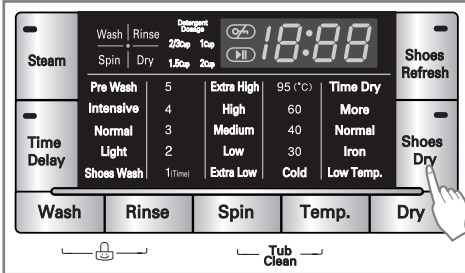 Steam
Wash Rinse
Spin Dry
Detergent Dosage
2/3cup 1cup
1.5cup 2cup
18:88
Shoes Refresh
Pre Wash 5 Extra High 95 (°C) Time Dry
Intensive 4 High 60 More
Normal 3 Medium 40 Normal
Light 2 Low 30 Iron
Shoes Wash 1(Time) Extra Low Cold Low Temp.
Time Delay
Shoes Dry
Wash Rinse Spin Temp. Dry
Tub Clean